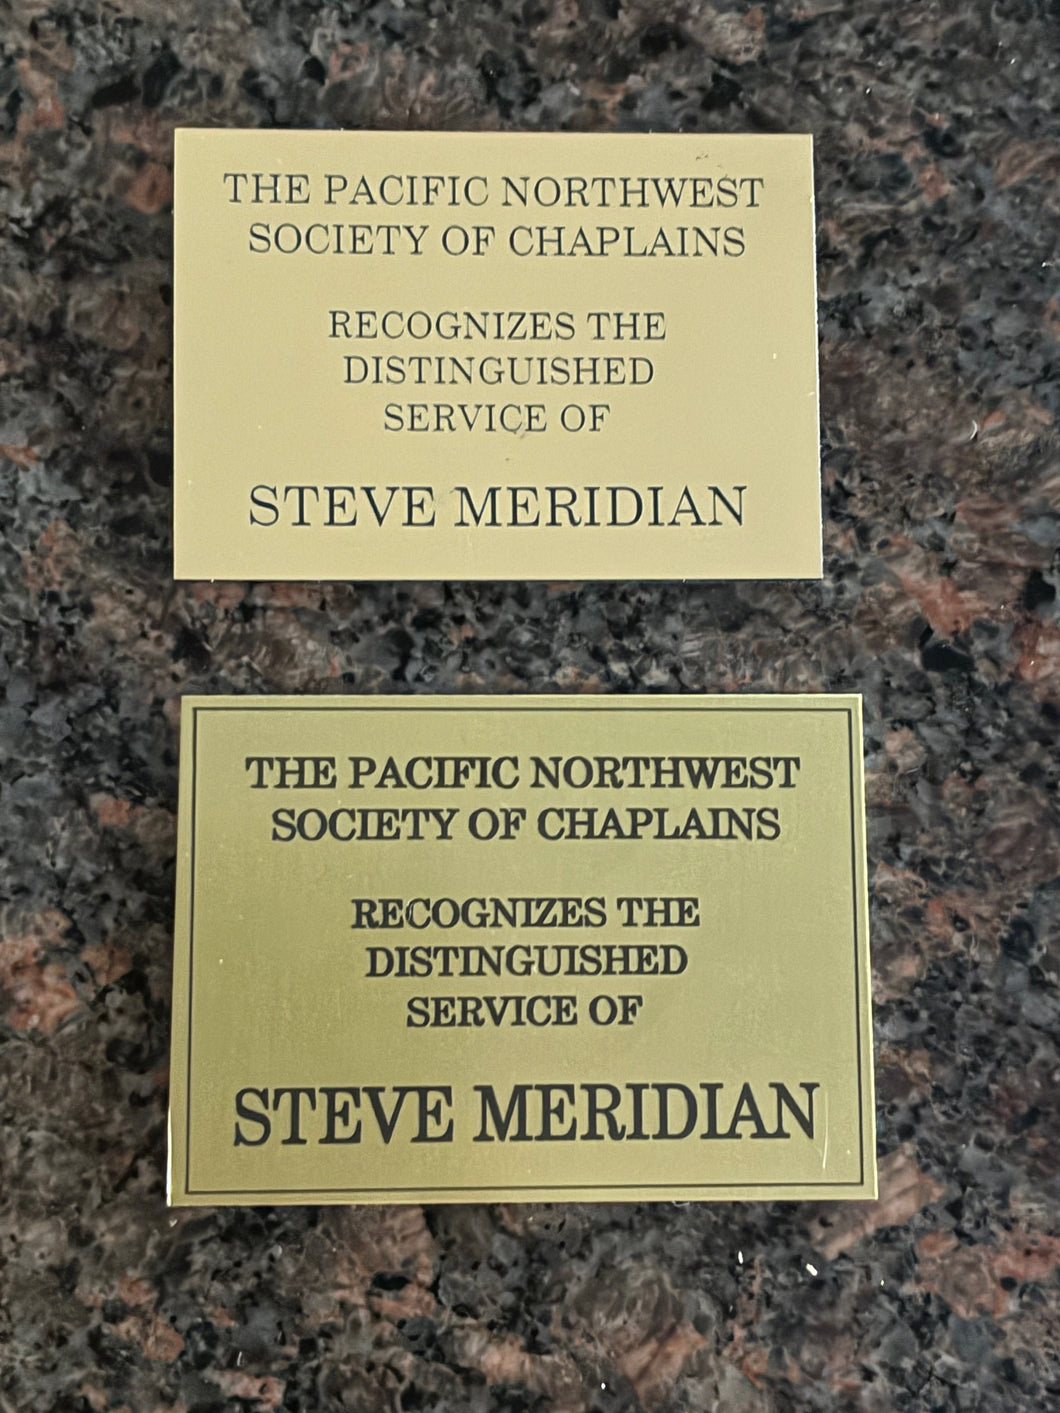 THE PACIFIC NORTHWEST
SOCIETY OF CHAPLAINS
RECOGNIZES THE
DISTINGUISHED
SERVICE OF
STEVE MERIDIAN
THE PACIFIC NORTHWEST
SOCIETY OF CHAPLAINS
RECOGNIZES THE
DISTINGUISHED
SERVICE OF
STEVE MERIDIAN